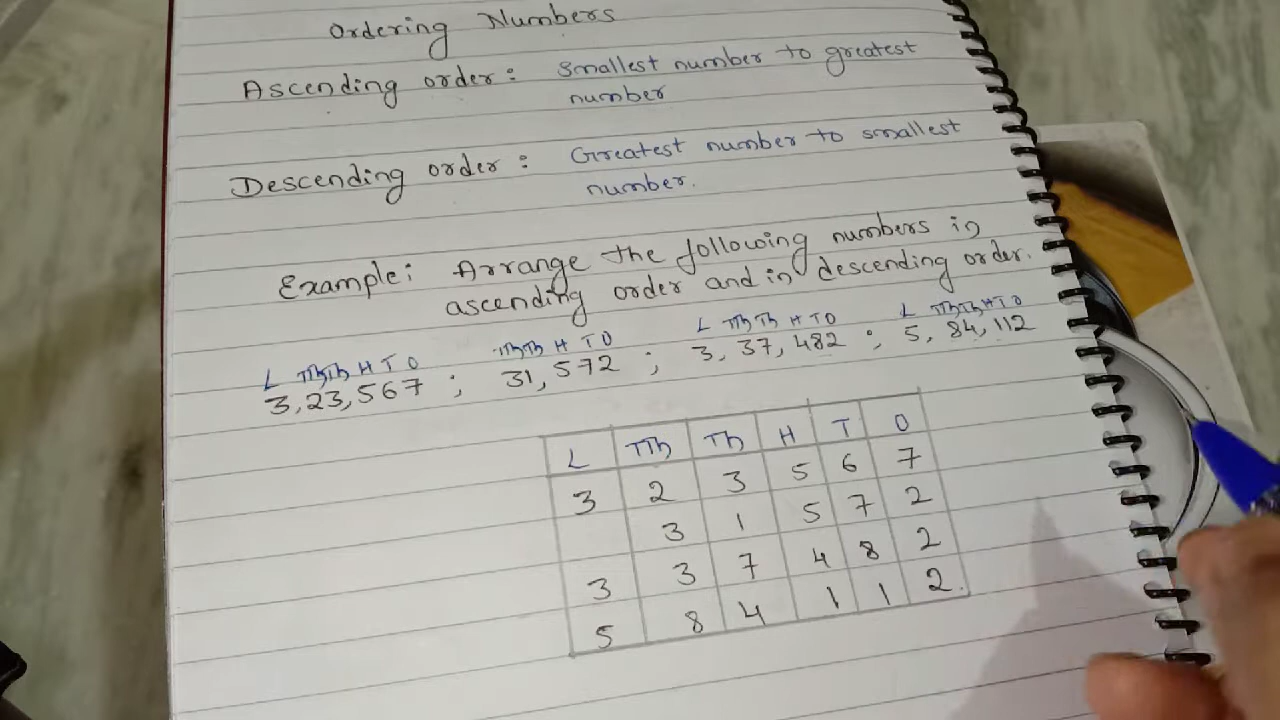 Ordering Numbers
Ascending order: Smallest number to greatest
number
Descending order: Greatest number to smallest
number.
Example: Arrange the following numbers in
ascending order and in descending order.
L TTh Th H T O TTh Th H T O L TTh Th H T O L TTh Th H T O
3,23,567 ; 31,572 ; 3,37,482 ; 5,84,112
L TTh Th H T O
3 2 3 5 6 7
3 1 5 7 2
3 3 7 4 8 2
5 8 4 1 1 2.